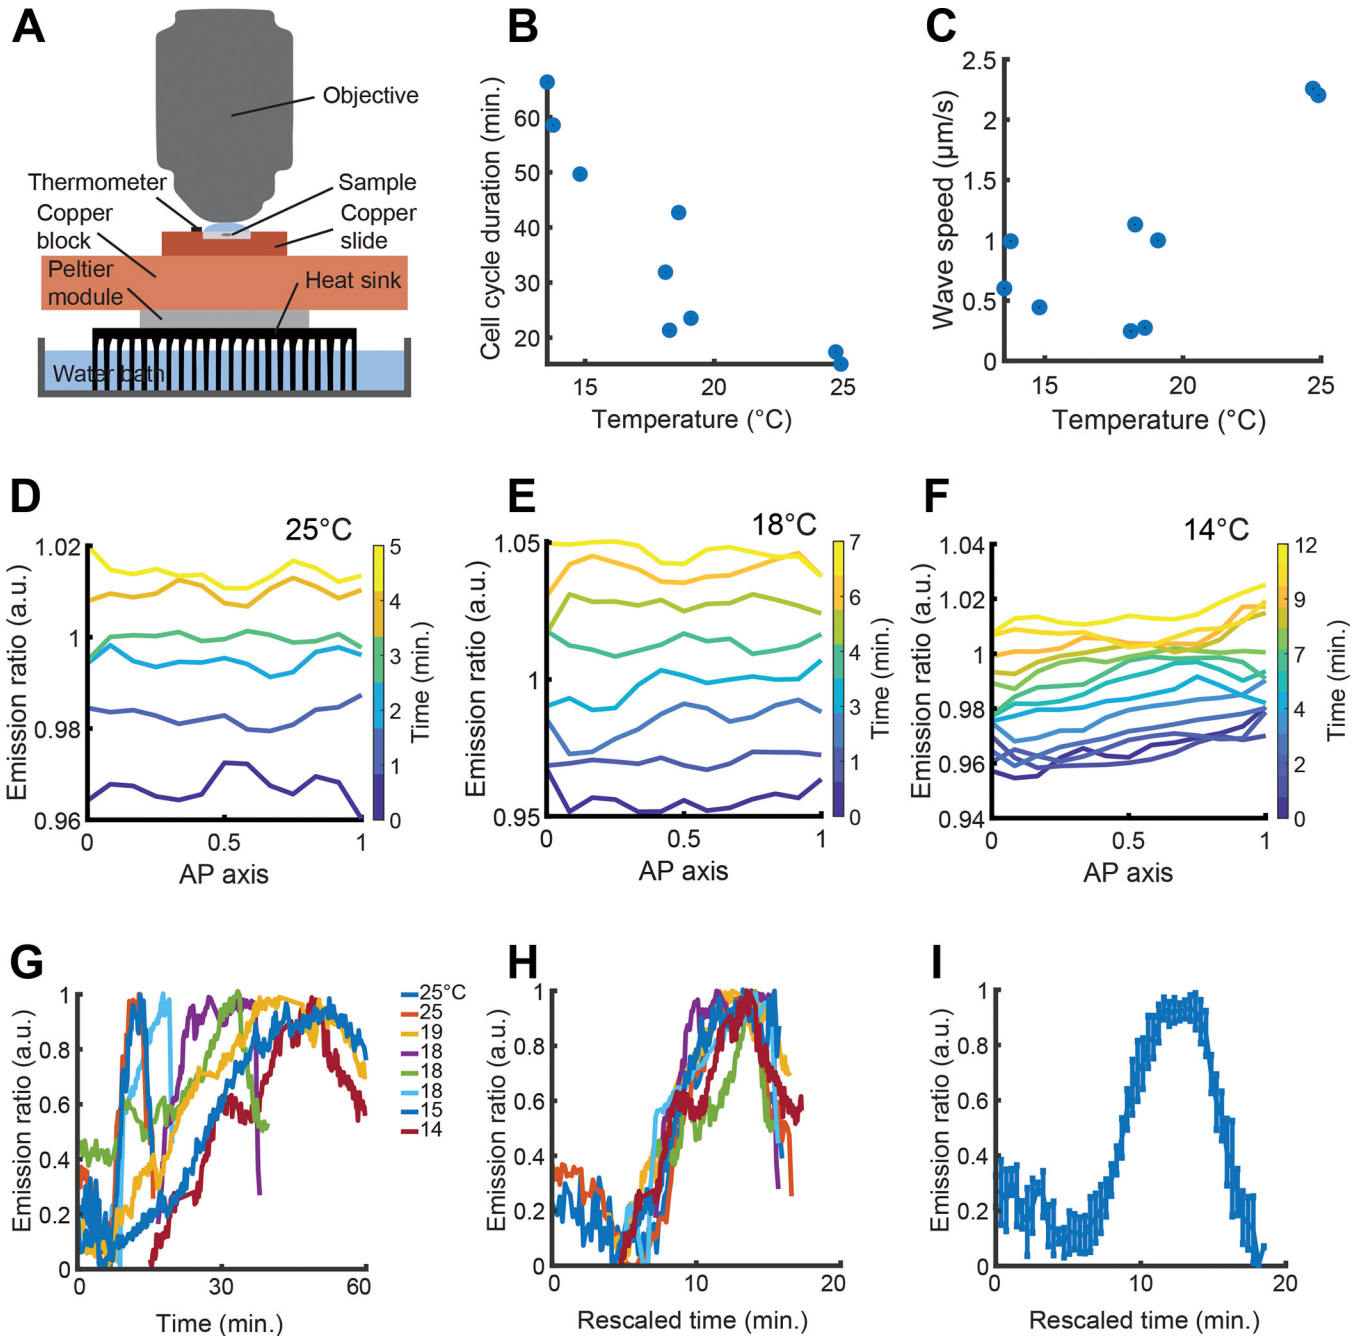 A
Objective
Thermometer
Sample
Copper
block
Copper
slide
Peltier
module
Heat sink
Water bath
B
Cell cycle duration (min.)
60
50
40
30
20
15
20
25
Temperature (°C)
C
Wave speed (µm/s)
2.5
2
1.5
1
0.5
0
15
20
25
Temperature (°C)
D
25°C
Emission ratio (a.u.)
1.02
1
0.98
0.96
0
0.5
1
AP axis
5
4
3
2
1
0
Time (min.)
E
18°C
Emission ratio (a.u.)
1.05
1
0.95
0
0.5
1
AP axis
7
6
4
3
1
0
Time (min.)
F
14°C
Emission ratio (a.u.)
1.04
1.02
1
0.98
0.96
0.94
0
0.5
1
AP axis
12
9
7
4
2
0
Time (min.)
G
Emission ratio (a.u.)
1
0.8
0.6
0.4
0.2
0
0
30
60
Time (min.)
25°C
25
19
18
18
18
15
14
H
Emission ratio (a.u.)
1
0.8
0.6
0.4
0.2
0
0
10
20
Rescaled time (min.)
I
Emission ratio (a.u.)
1
0.8
0.6
0.4
0.2
0
0
10
20
Rescaled time (min.)